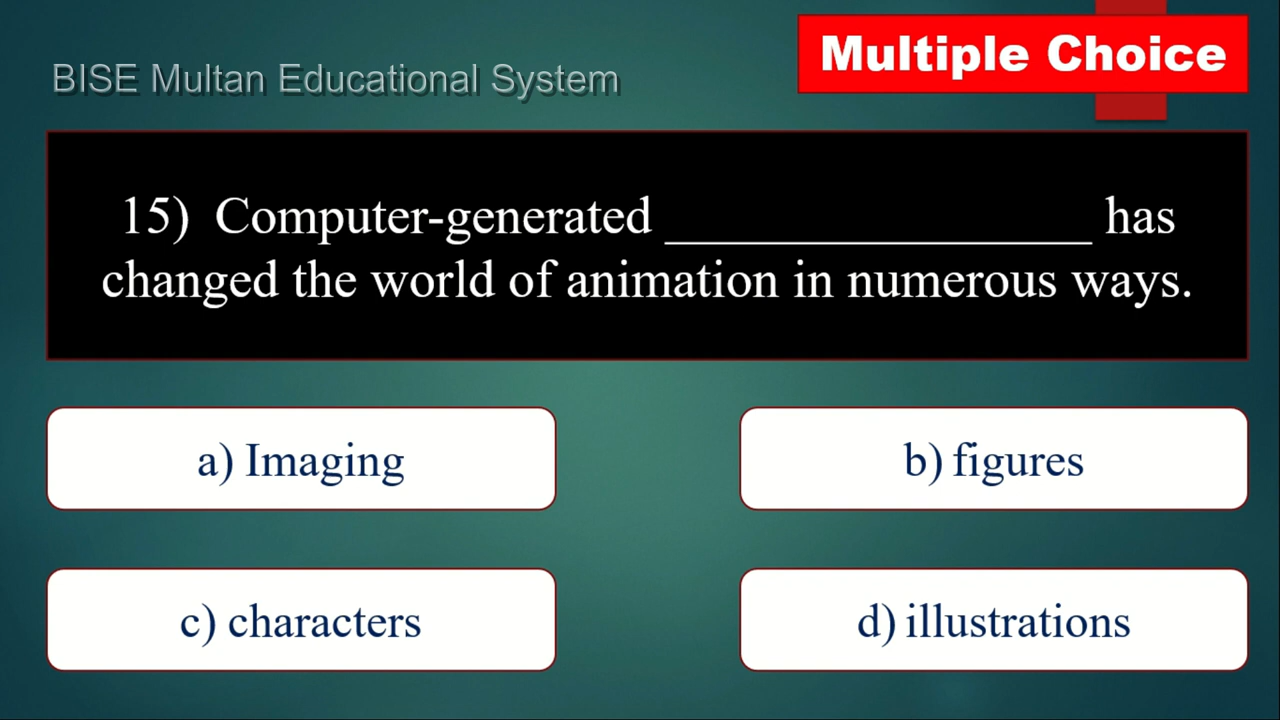 BISE Multan Educational System
Multiple Choice
15) Computer-generated _________________ has
changed the world of animation in numerous ways.
a) Imaging
b) figures
c) characters
d) illustrations